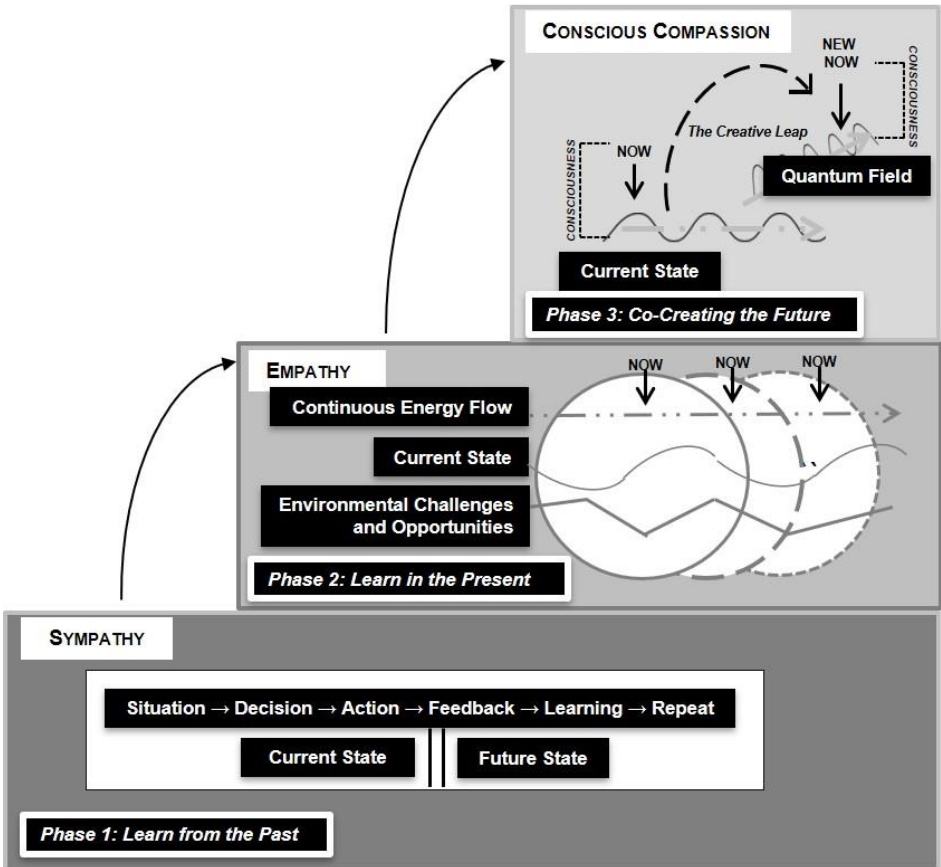 CONSCIOUS COMPASSION
NEW
NOW
CONSCIOUSNESS
The Creative Leap
CONSCIOUSNESS
NOW
Quantum Field
Current State
Phase 3: Co-Creating the Future
EMPATHY
NOW
NOW
NOW
Continuous Energy Flow
Current State
Environmental Challenges
and Opportunities
Phase 2: Learn in the Present
SYMPATHY
Situation → Decision → Action → Feedback → Learning → Repeat
Current State
Future State
Phase 1: Learn from the Past